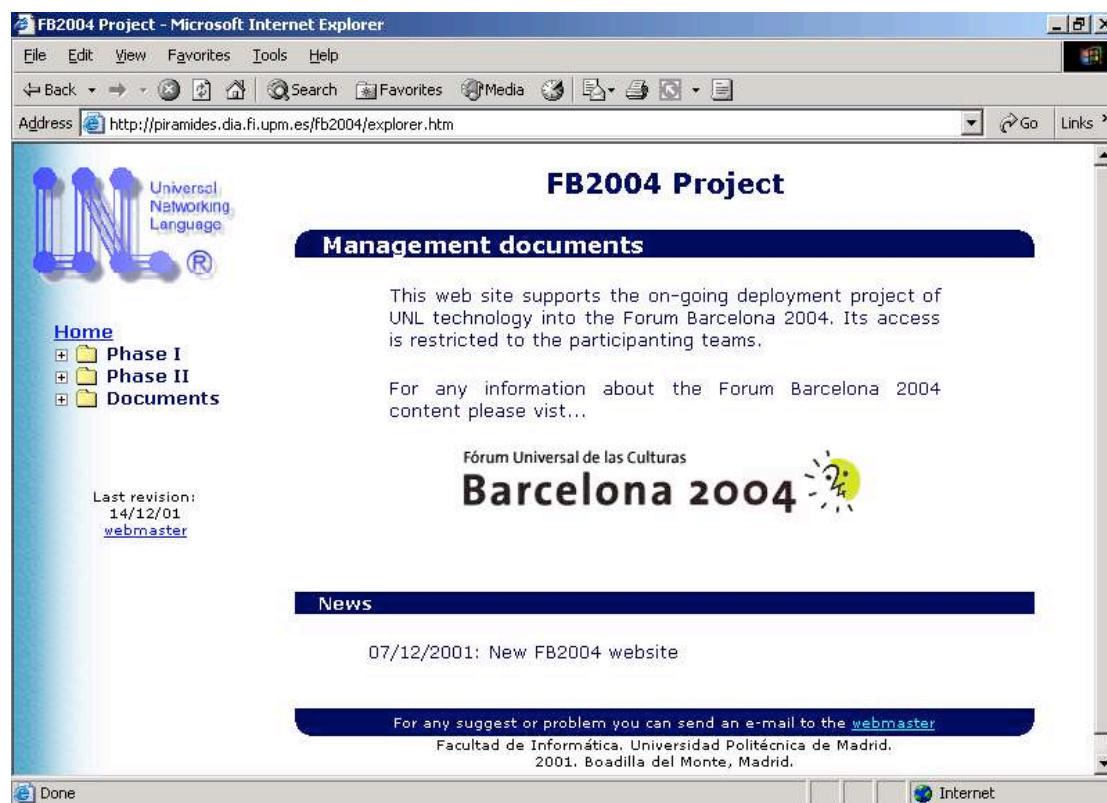 FB2004 Project - Microsoft Internet Explorer
File Edit View Favorites Tools Help
Back Search Favorites Media
Address http://piramides.dia.fi.upm.es/fb2004/explorer.htm Go Links
UNL
Universal
Networking
Language
®
Home
Phase I
Phase II
Documents
Last revision:
14/12/01
webmaster
FB2004 Project
Management documents
This web site supports the on-going deployment project of
UNL technology into the Forum Barcelona 2004. Its access
is restricted to the participanting teams.
For any information about the Forum Barcelona 2004
content please vist...
Fórum Universal de las Culturas
Barcelona 2004
News
07/12/2001: New FB2004 website
For any suggest or problem you can send an e-mail to the webmaster
Facultad de Informática. Universidad Politécnica de Madrid.
2001. Boadilla del Monte, Madrid.
Done Internet